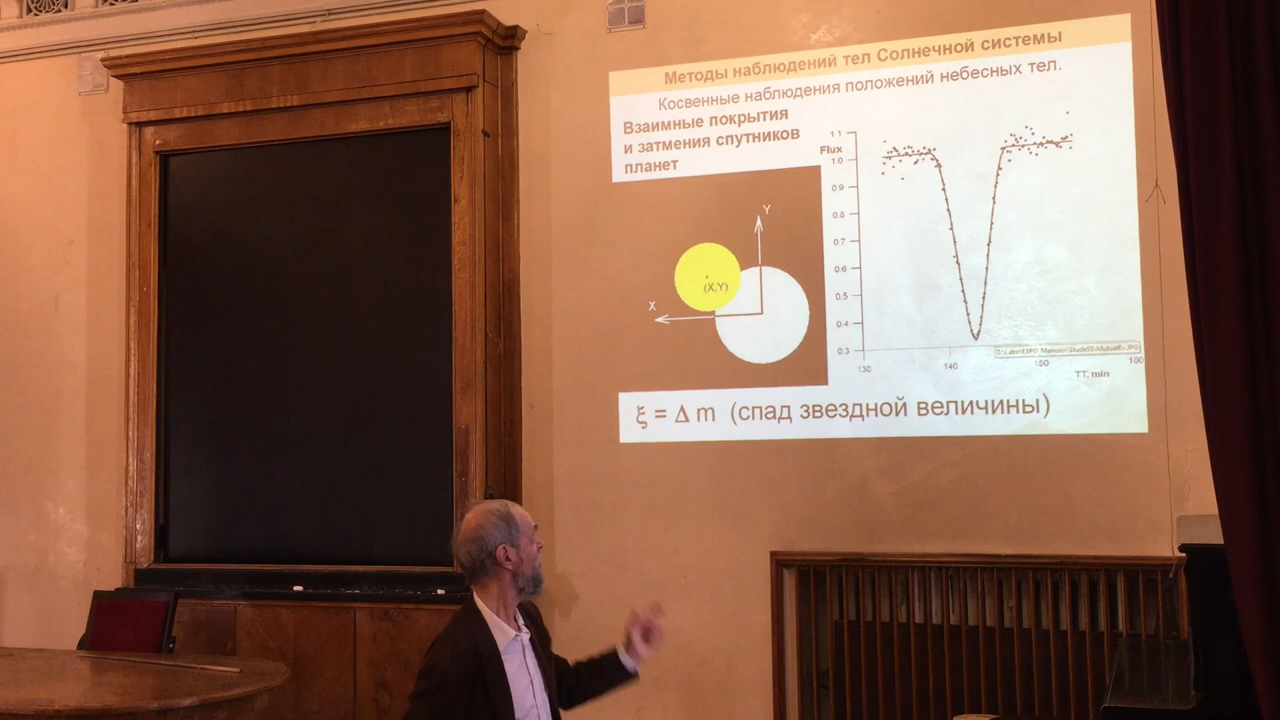 Методы наблюдений тел Солнечной системы
Косвенные наблюдения положений небесных тел.
Взаимные покрытия
и затмения спутников
планет
Flux
1.1
1.0
0.9
0.8
0.7
0.6
0.5
0.4
0.3
130
140
150
160
TT, min
Y
X
(X,Y)
ξ = Δ m (спад звездной величины)